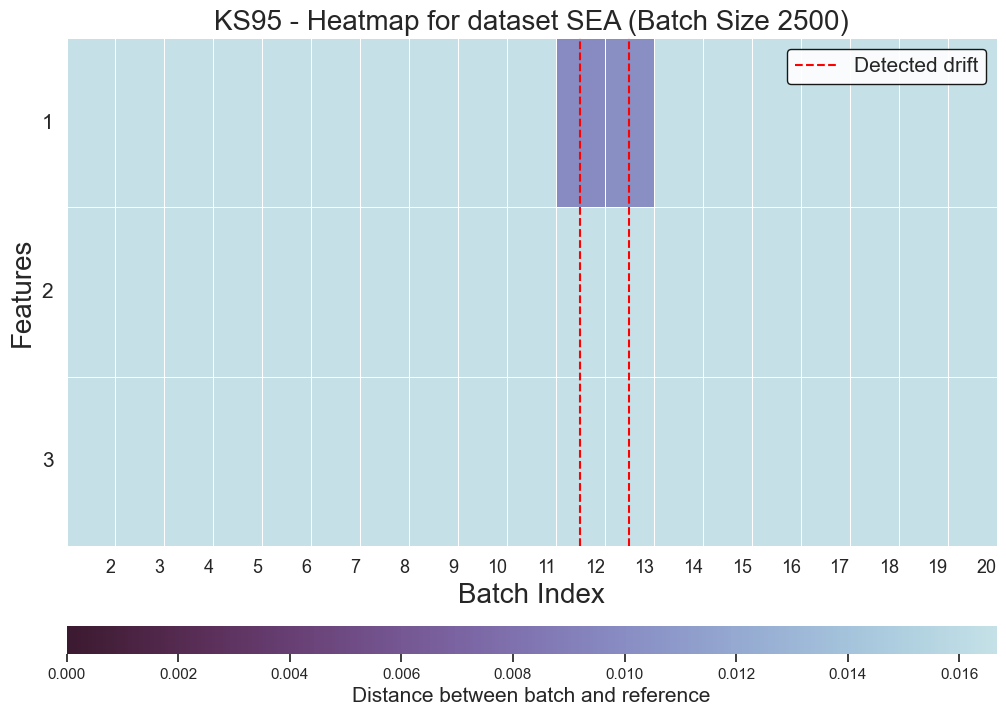 KS95 - Heatmap for dataset SEA (Batch Size 2500)
Detected drift
Features
1
2
3
2 3 4 5 6 7 8 9 10 11 12 13 14 15 16 17 18 19 20
Batch Index
0.000 0.002 0.004 0.006 0.008 0.010 0.012 0.014 0.016
Distance between batch and reference